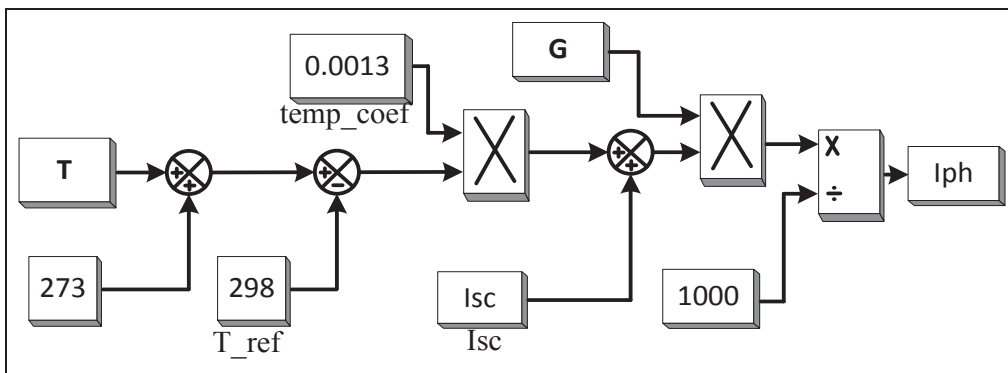 0.0013
temp_coef
G
T
+
+
+
-
+
+
X
÷
Iph
273
298
T_ref
Isc
Isc
1000